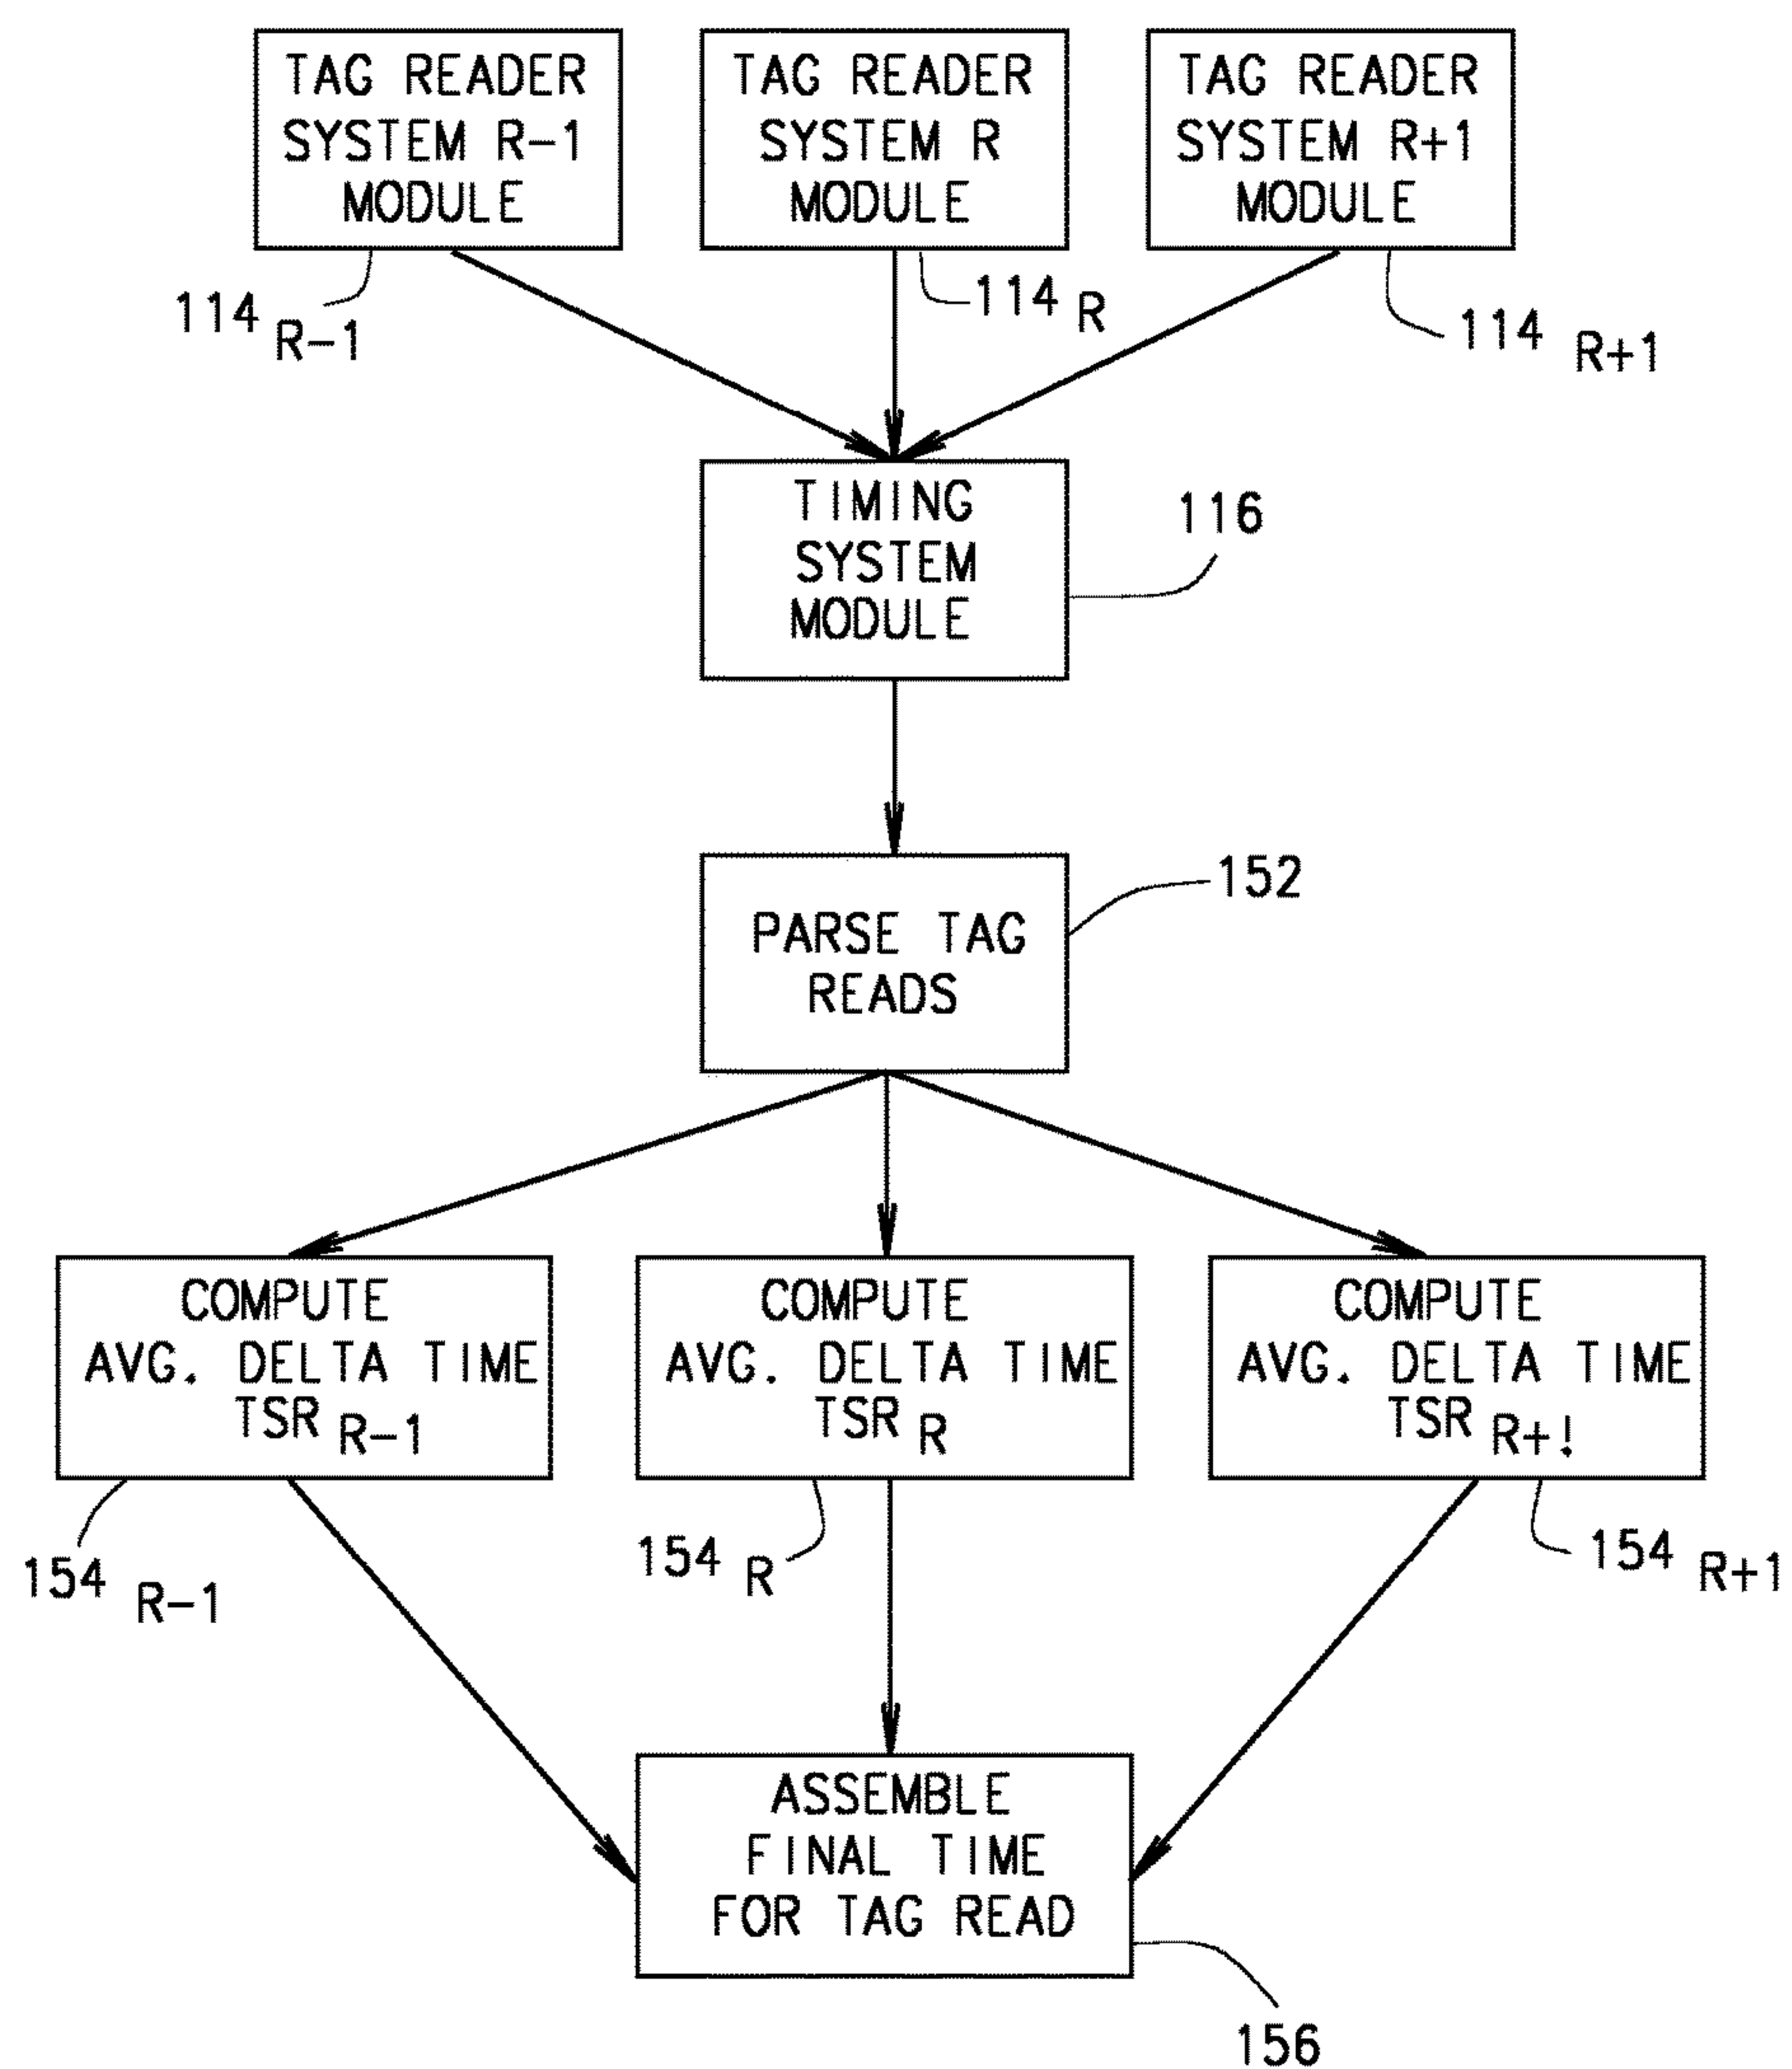 TAG READER
SYSTEM R-1
MODULE
TAG READER
SYSTEM R
MODULE
TAG READER
SYSTEM R+1
MODULE
114 R-1
114 R
114 R+1
TIMING
SYSTEM
MODULE
116
PARSE TAG
READS
152
COMPUTE
AVG. DELTA TIME
TSR R-1
COMPUTE
AVG. DELTA TIME
TSR R
COMPUTE
AVG. DELTA TIME
TSR R+!
154 R-1
154 R
154 R+1
ASSEMBLE
FINAL TIME
FOR TAG READ
156